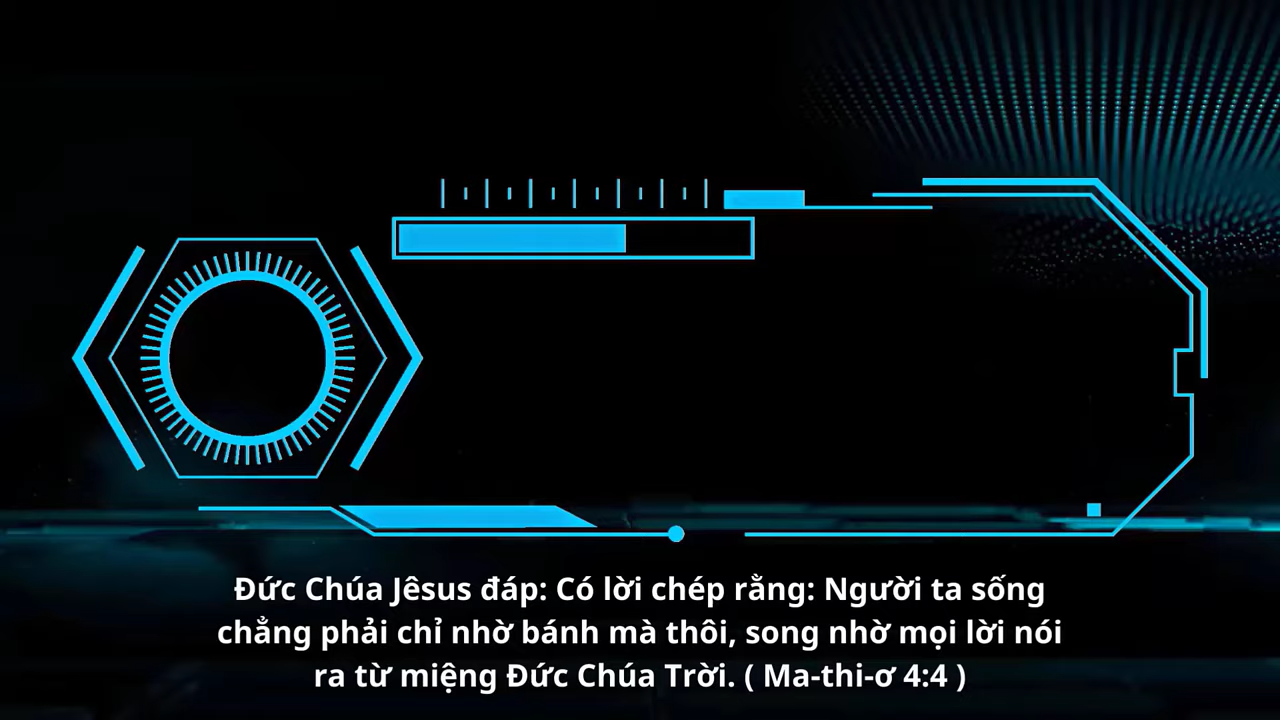 Đức Chúa Jêsus đáp: Có lời chép rằng: Người ta sống
chẳng phải chỉ nhờ bánh mà thôi, song nhờ mọi lời nói
ra từ miệng Đức Chúa Trời. ( Ma-thi-ơ 4:4 )